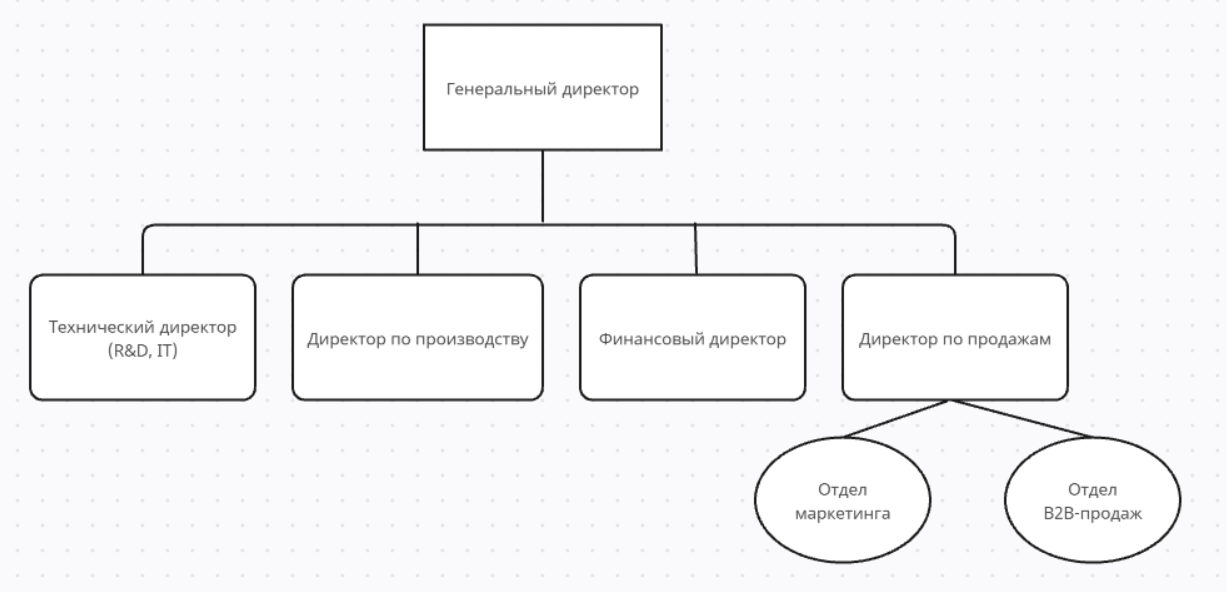 Генеральный директор
Технический директор
(R&D, IT)
Директор по производству
Финансовый директор
Директор по продажам
Отдел
маркетинга
Отдел
B2B-продаж